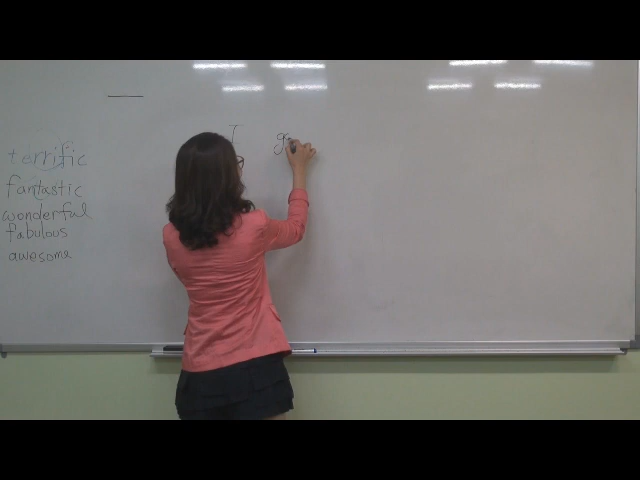 I
terrific
fantastic
wonderful
fabulous
awesome